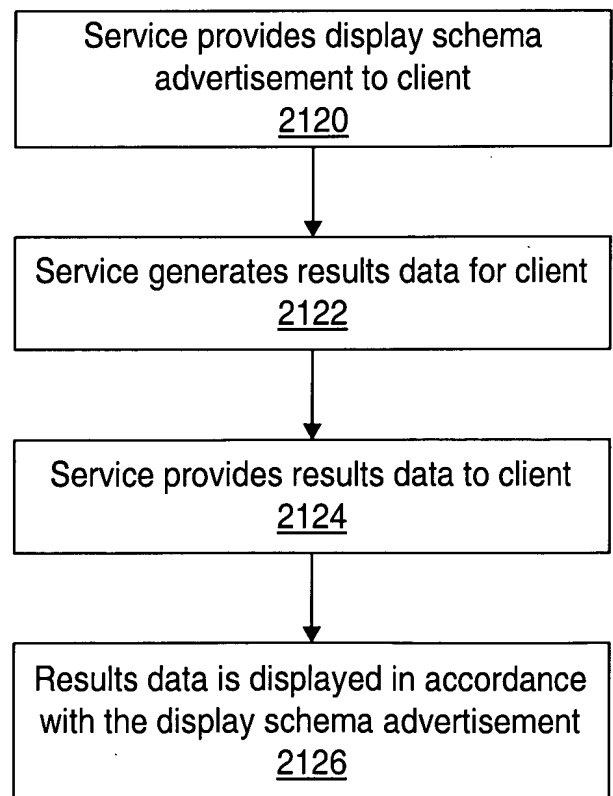 Service provides display schema
advertisement to client
2120
Service generates results data for client
2122
Service provides results data to client
2124
Results data is displayed in accordance
with the display schema advertisement
2126